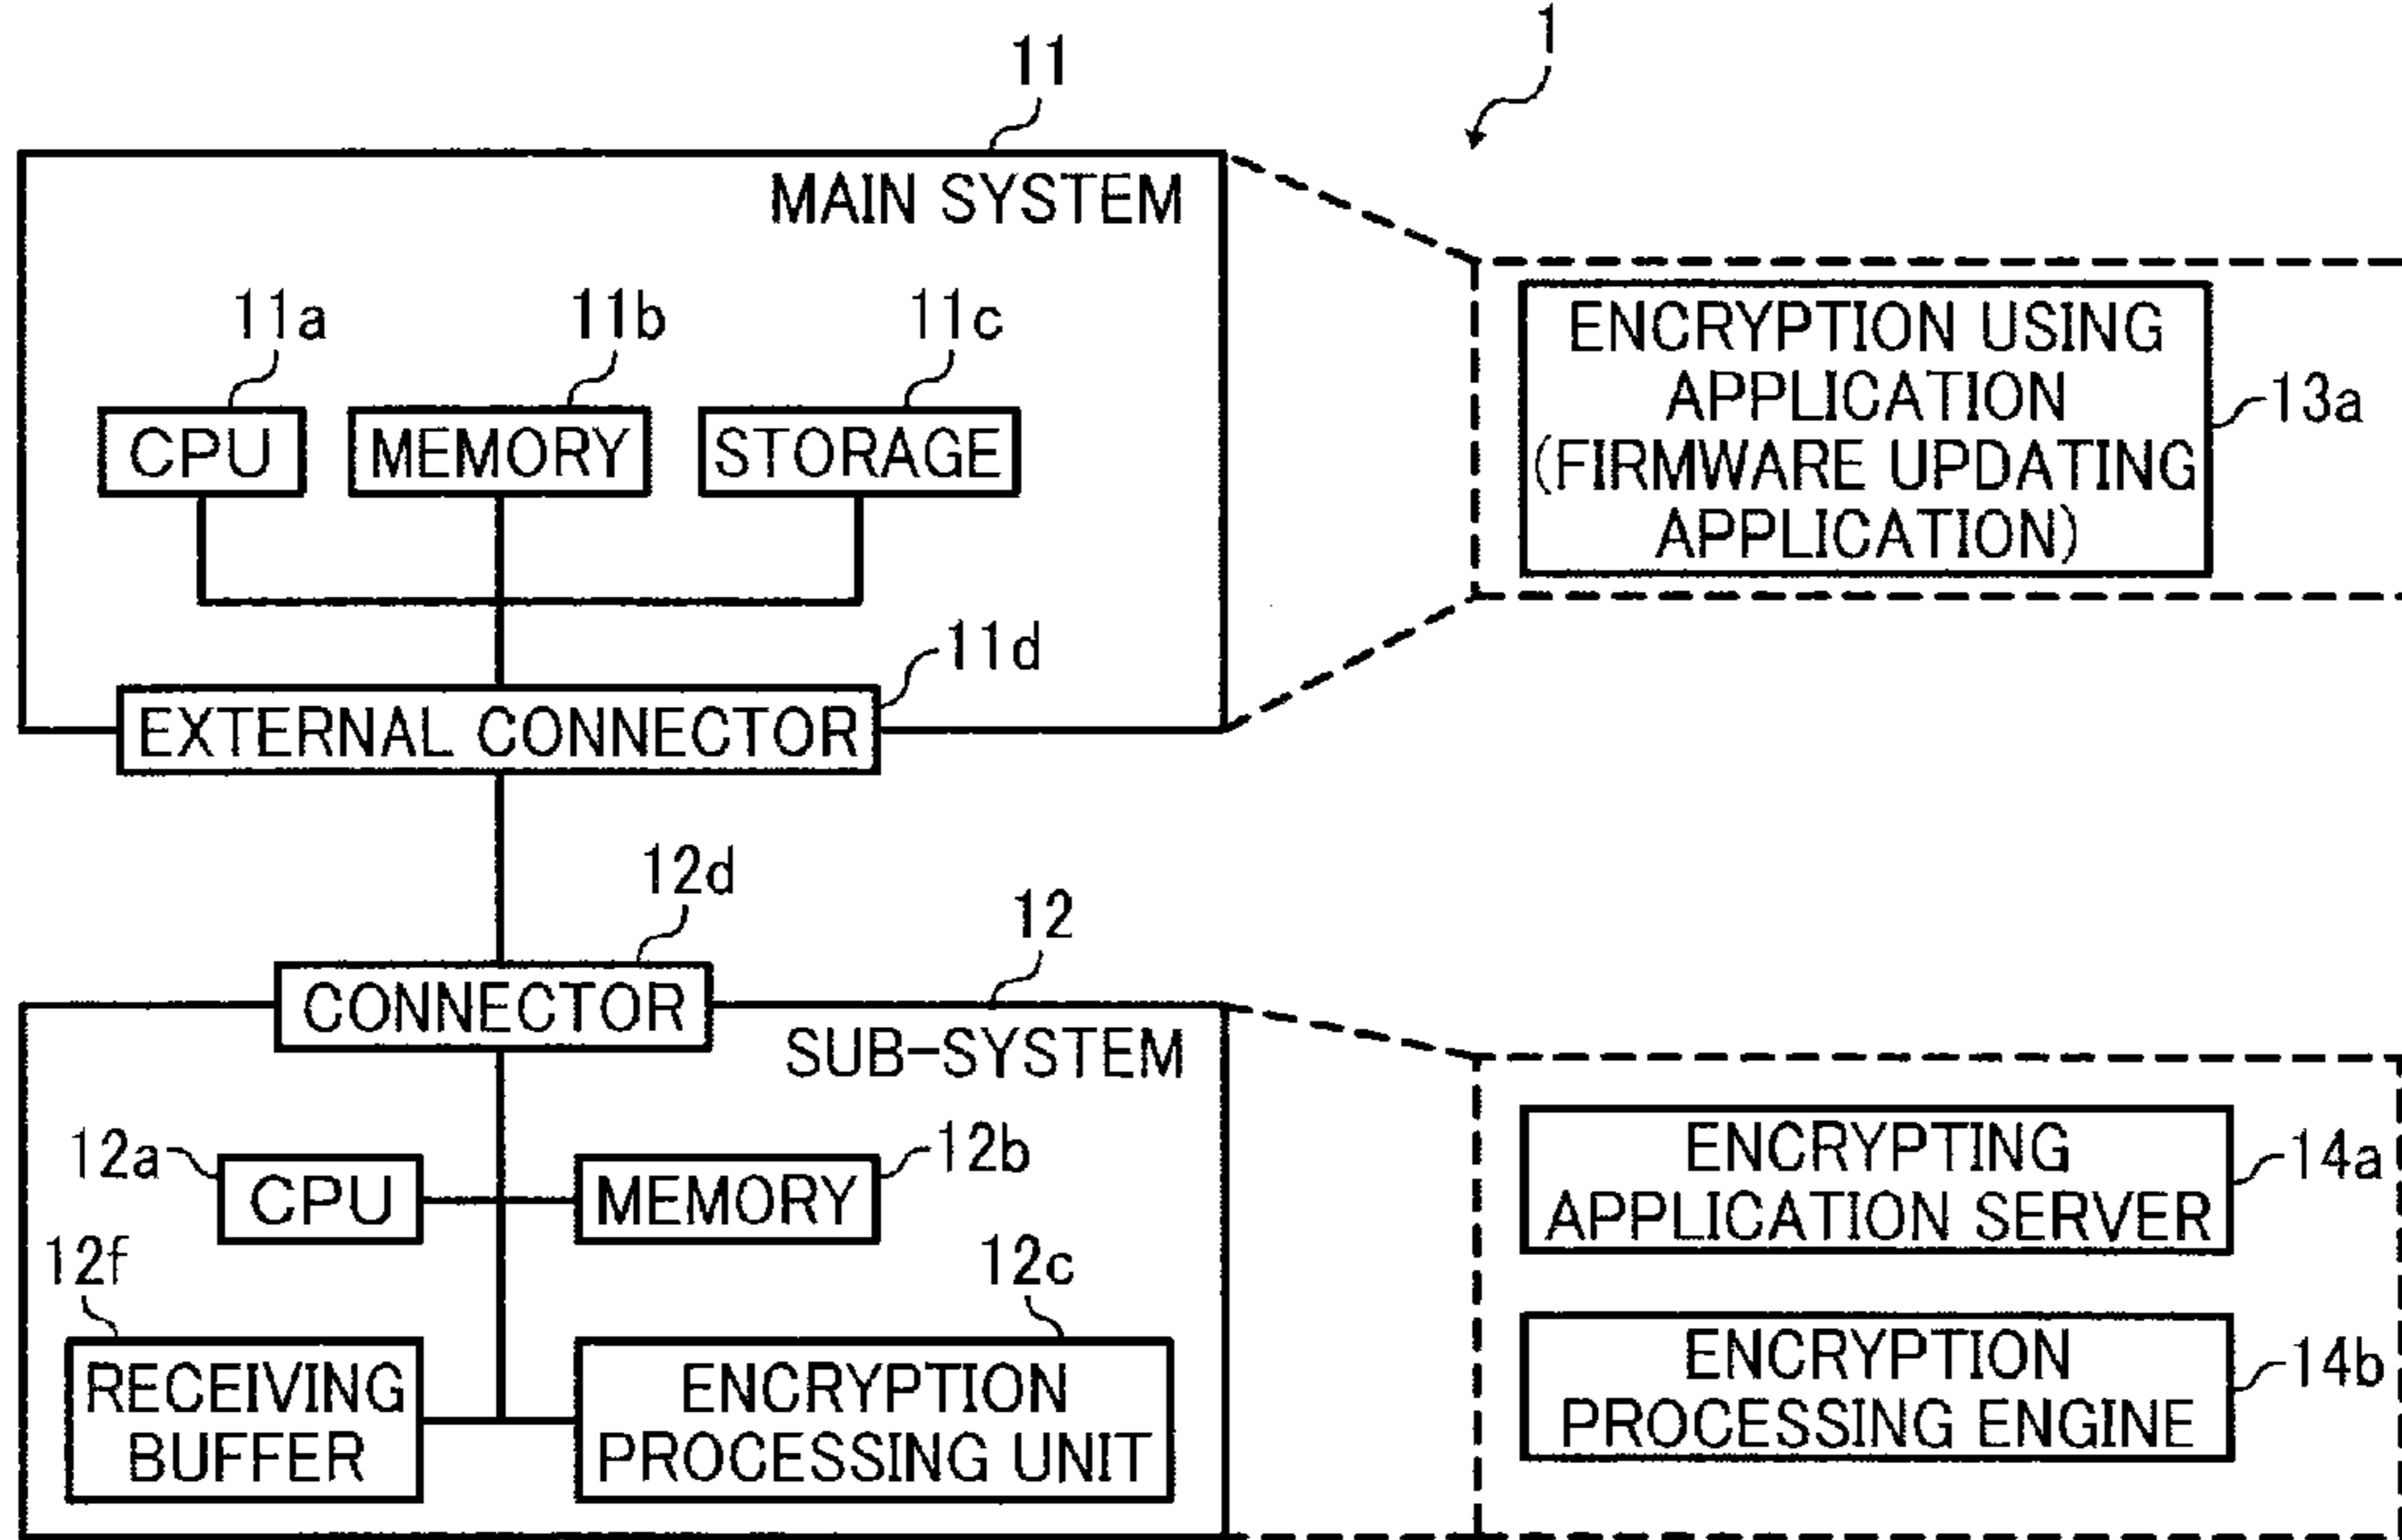 1
11
MAIN SYSTEM
11a
11b
11c
CPU
MEMORY
STORAGE
11d
EXTERNAL CONNECTOR
ENCRYPTION USING
APPLICATION
(FIRMWARE UPDATING
APPLICATION)
13a
12d
12
CONNECTOR
SUB-SYSTEM
12a
CPU
MEMORY
12b
12f
12c
RECEIVING
BUFFER
ENCRYPTION
PROCESSING UNIT
ENCRYPTING
APPLICATION SERVER
14a
ENCRYPTION
PROCESSING ENGINE
14b